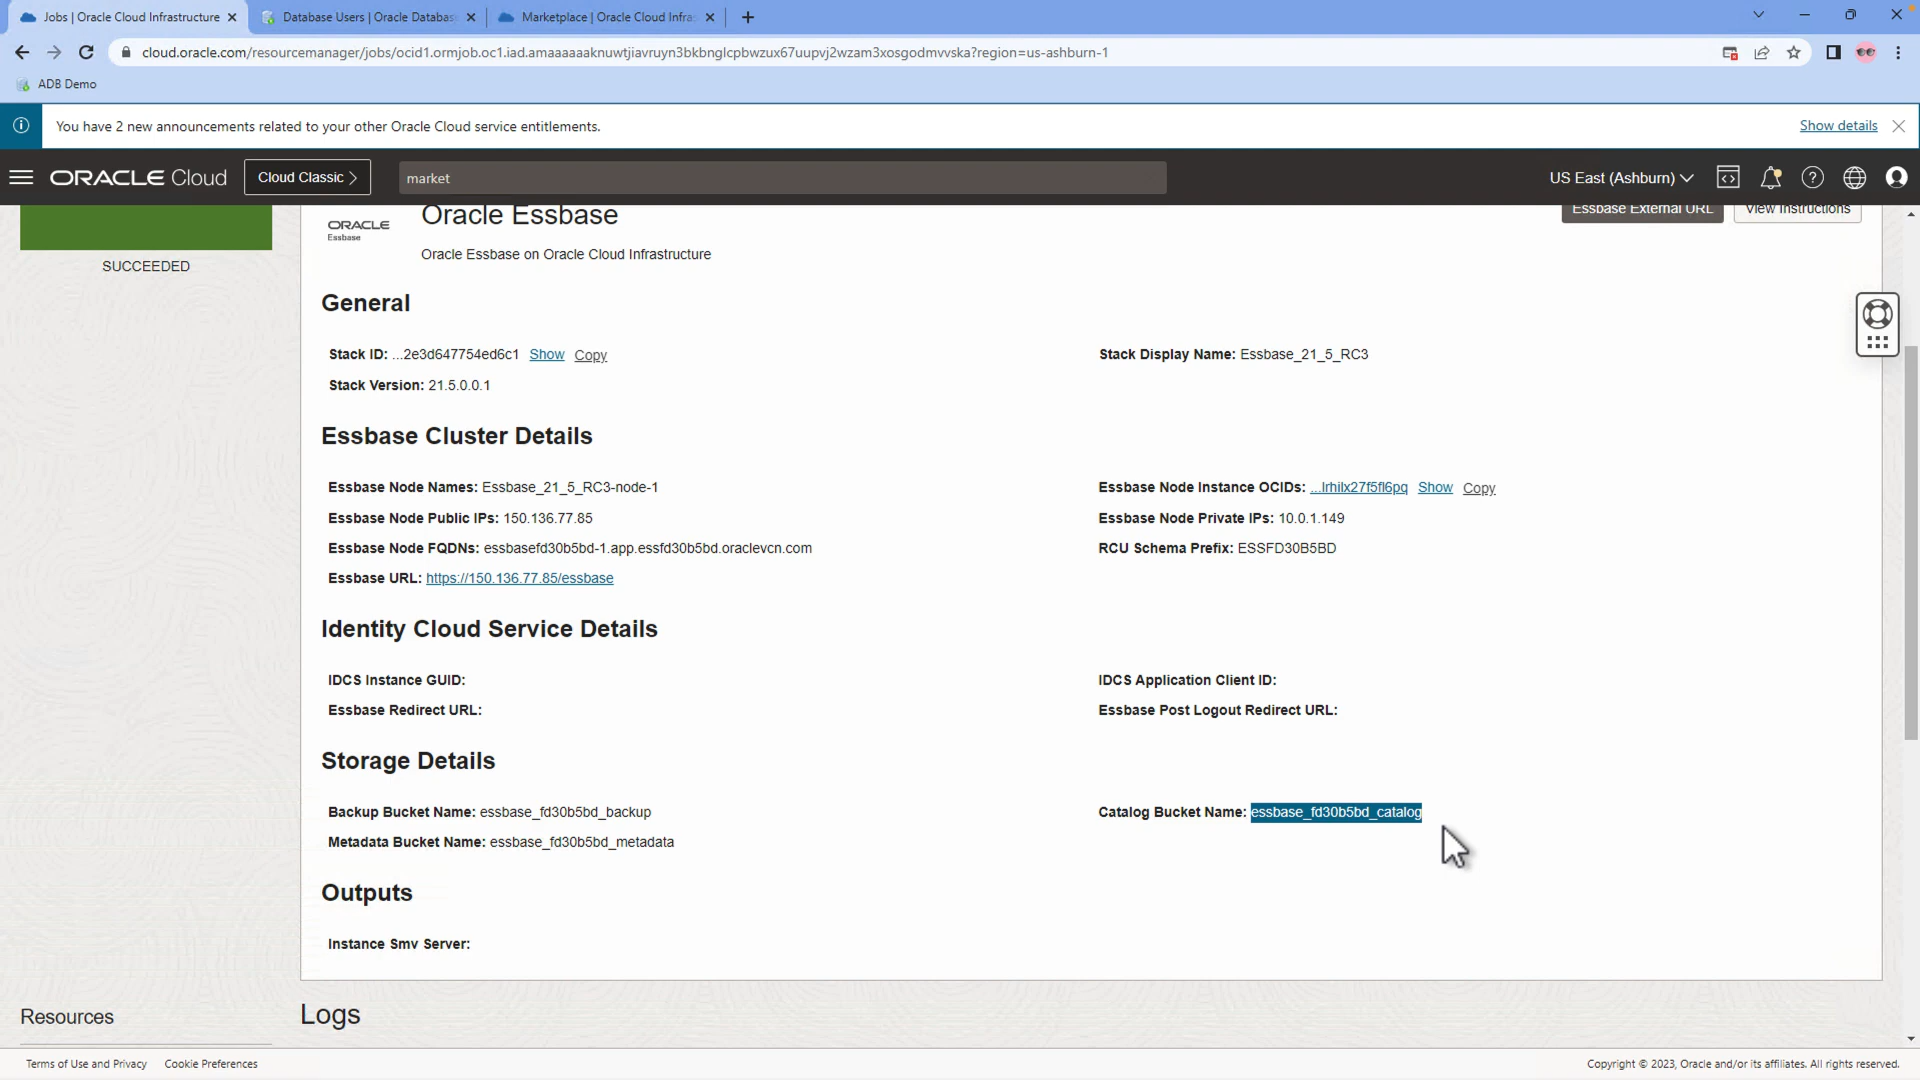 Jobs | Oracle Cloud Infrastructure
Database Users | Oracle Databas
Marketplace | Oracle Cloud Infra
cloud.oracle.com/resourcemanager/jobs/ocid1.ormjob.oc1.iad.amaaaaaaknuwtjiavruyn3bkbnglcpbwzux67uupvj2wzam3xosgodmvvska?region=us-ashburn-1
ADB Demo
You have 2 new announcements related to your other Oracle Cloud service entitlements.
Show details
ORACLE Cloud
Cloud Classic
market
US East (Ashburn)
SUCCEEDED
ORACLE
Essbase
Oracle Essbase
Essbase External URL
View Instructions
Oracle Essbase on Oracle Cloud Infrastructure
General
Stack ID: ...2e3d647754ed6c1 Show Copy
Stack Display Name: Essbase_21_5_RC3
Stack Version: 21.5.0.0.1
Essbase Cluster Details
Essbase Node Names: Essbase_21_5_RC3-node-1
Essbase Node Instance OCIDs: ...lrhilx27f5fl6pq Show Copy
Essbase Node Public IPs: 150.136.77.85
Essbase Node Private IPs: 10.0.1.149
Essbase Node FQDNs: essbasefd30b5bd-1.app.essfd30b5bd.oraclevcn.com
RCU Schema Prefix: ESSFD30B5BD
Essbase URL: https://150.136.77.85/essbase
Identity Cloud Service Details
IDCS Instance GUID:
IDCS Application Client ID:
Essbase Redirect URL:
Essbase Post Logout Redirect URL:
Storage Details
Backup Bucket Name: essbase_fd30b5bd_backup
Catalog Bucket Name: essbase_fd30b5bd_catalog
Metadata Bucket Name: essbase_fd30b5bd_metadata
Outputs
Instance Smv Server:
Resources
Logs
Terms of Use and Privacy
Cookie Preferences
Copyright © 2023, Oracle and/or its affiliates. All rights reserved.